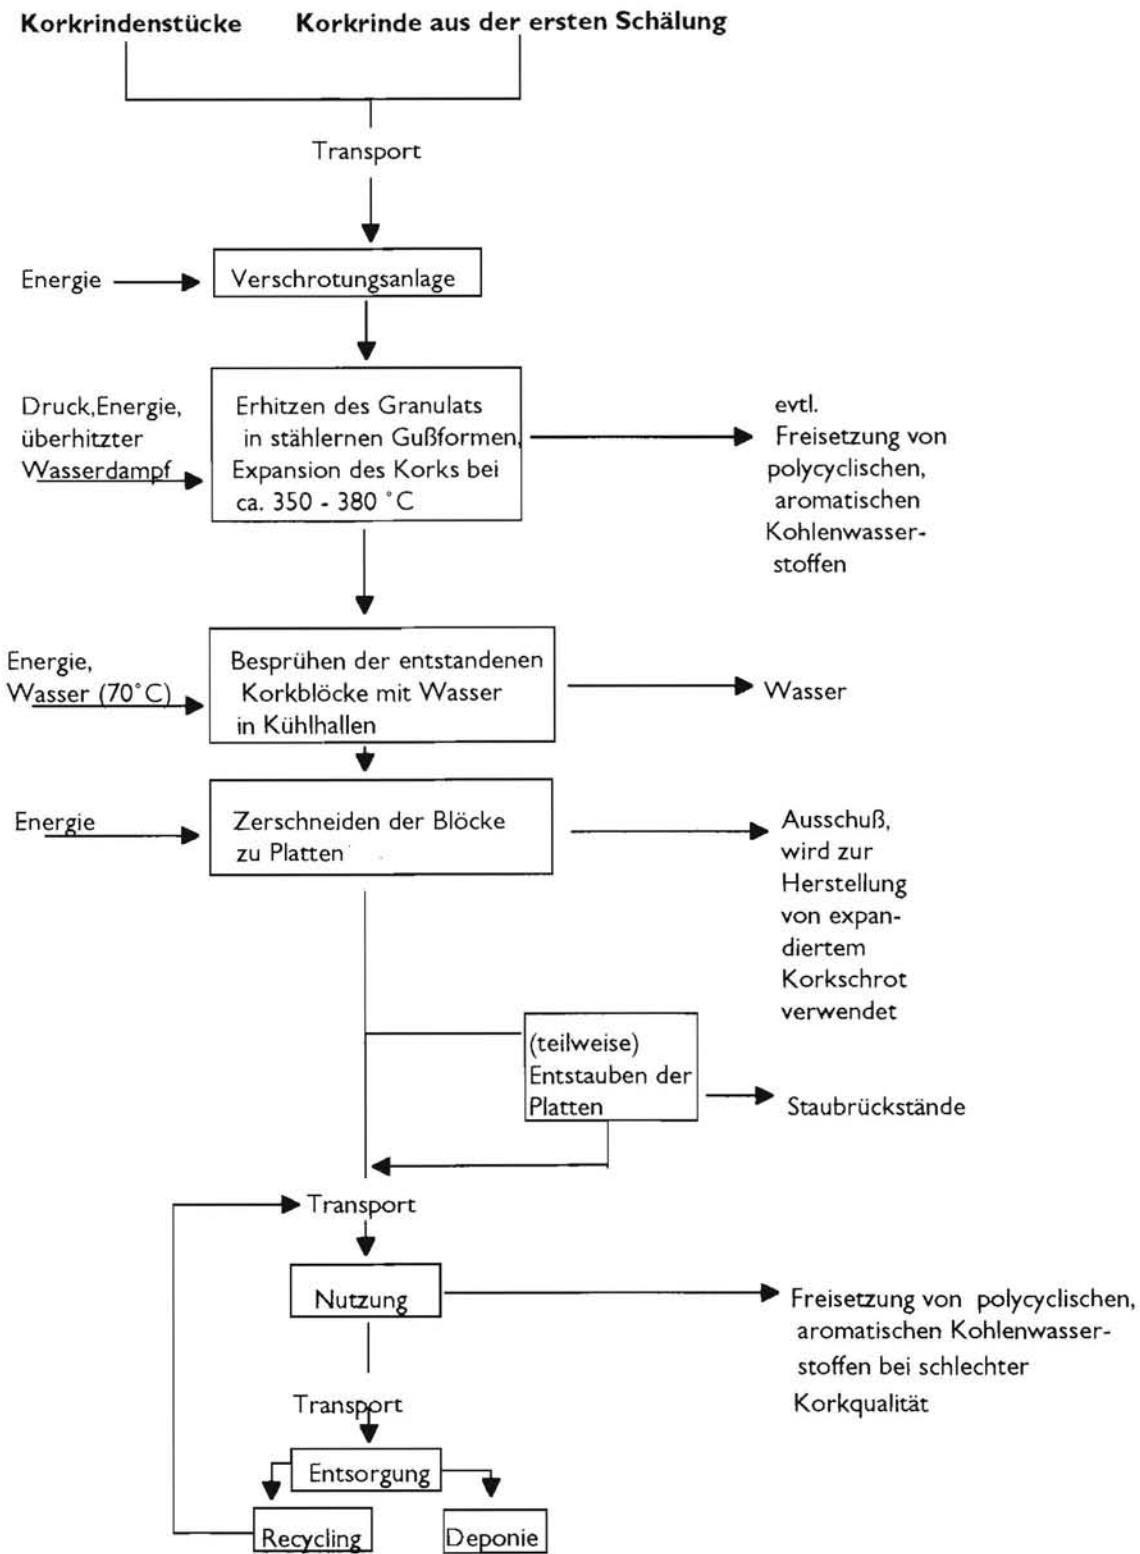 Korkrindenstücke
Korkrinde aus der ersten Schälung
Transport
Energie
Verschrotungsanlage
Druck,Energie,
überhitzter
Wasserdampf
Erhitzen des Granulats
in stählernen Gußformen,
Expansion des Korks bei
ca. 350 - 380 °C
evtl.
Freisetzung von
polycyclischen,
aromatischen
Kohlenwasser-
stoffen
Energie,
Wasser (70°C)
Besprühen der entstandenen
Korkblöcke mit Wasser
in Kühlhallen
Wasser
Energie
Zerschneiden der Blöcke
zu Platten
Ausschuß,
wird zur
Herstellung
von expan-
diertem
Korkschrot
verwendet
(teilweise)
Entstauben der
Platten
Staubrückstände
Transport
Nutzung
Freisetzung von polycyclischen,
aromatischen Kohlenwasser-
stoffen bei schlechter
Korkqualität
Transport
Entsorgung
Recycling
Deponie